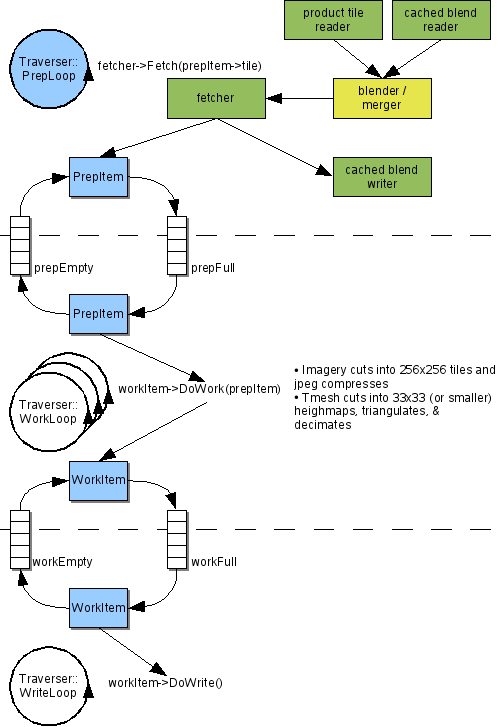 product tile
reader
cached blend
reader
Traverser::
PrepLoop
fetcher->Fetch(prepItem->tile)
fetcher
blender /
merger
PrepItem
cached blend
writer
prepEmpty
prepFull
PrepItem
• Imagery cuts into 256x256 tiles and
jpeg compresses
• Tmesh cuts into 33x33 (or smaller)
heighmaps, triangulates, &
decimates
workItem->DoWork(prepItem)
Traverser::
WorkLoop
WorkItem
workEmpty
workFull
WorkItem
Traverser::
WriteLoop
workItem->DoWrite()